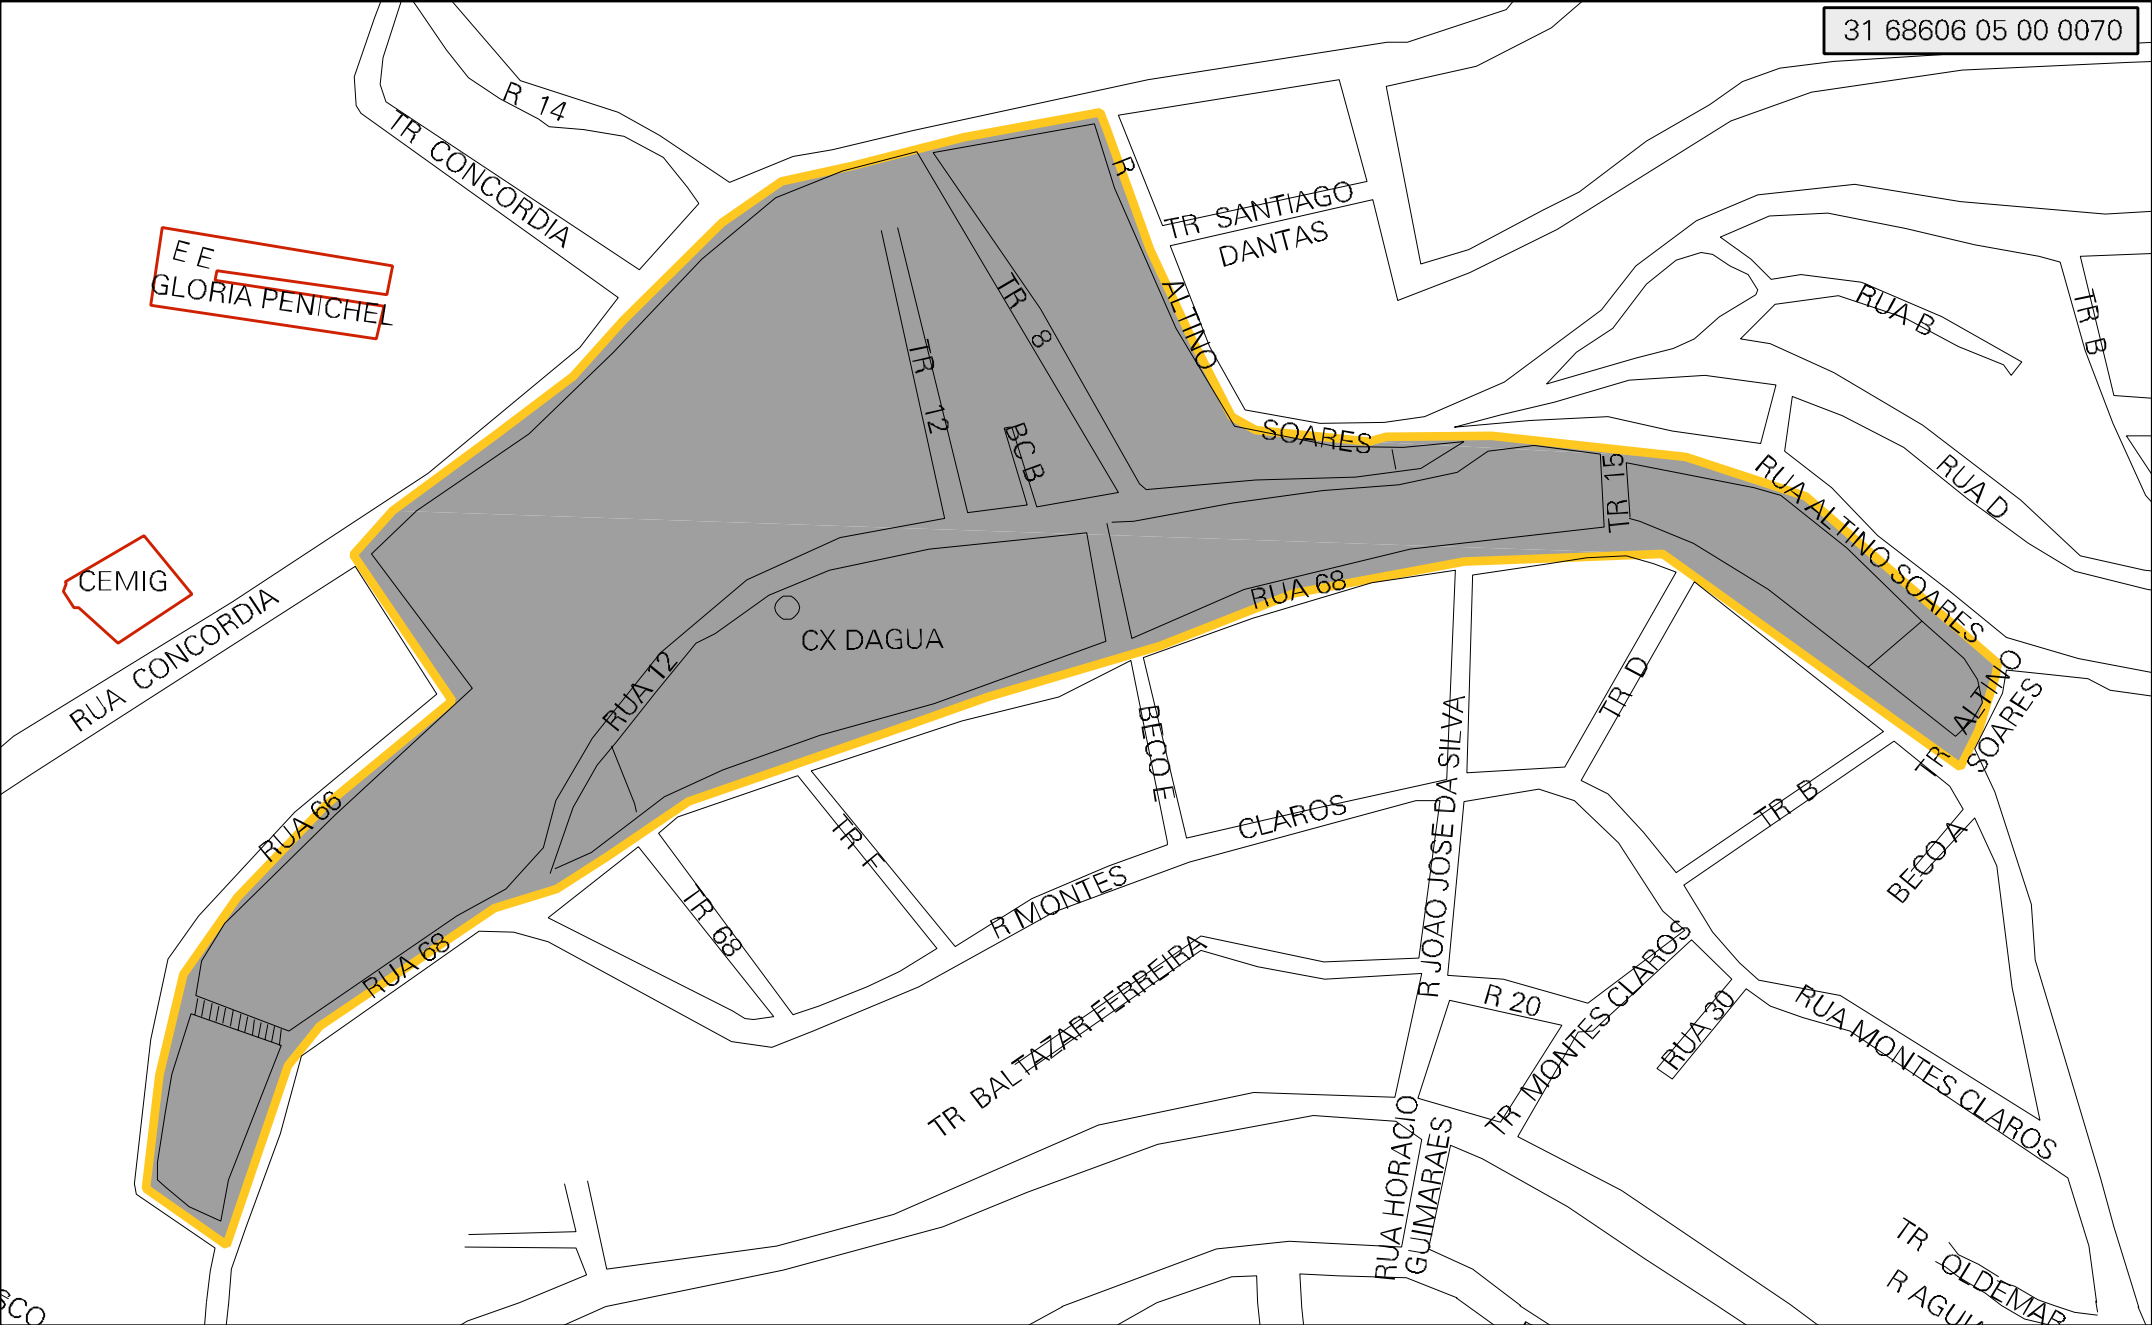 31 68606 05 00 0070
R 14
TR CONCORDIA
R ALTINO SOARES
TR SANTIAGO
DANTAS
E E
GLORIA PENICHEL
TR 8
TR 12
BC B
RUA B
TR B
RUA D
TR 15
RUA ALTINO SOARES
CEMIG
RUA CONCORDIA
RUA 68
CX DAGUA
RUA 12
TR D
TR ALTINO
SOARES
BECO E
R JOAO JOSE DA SILVA
RUA 66
TR F
TR 68
CLAROS
R MONTES
TR B
BECO A
RUA 68
TR BALTAZAR FERREIRA
R 20
TR MONTES CLAROS
RUA 30
RUA MONTES CLAROS
RUA HORACIO
GUIMARAES
TR OLDEMAR
R AGUI
SCO